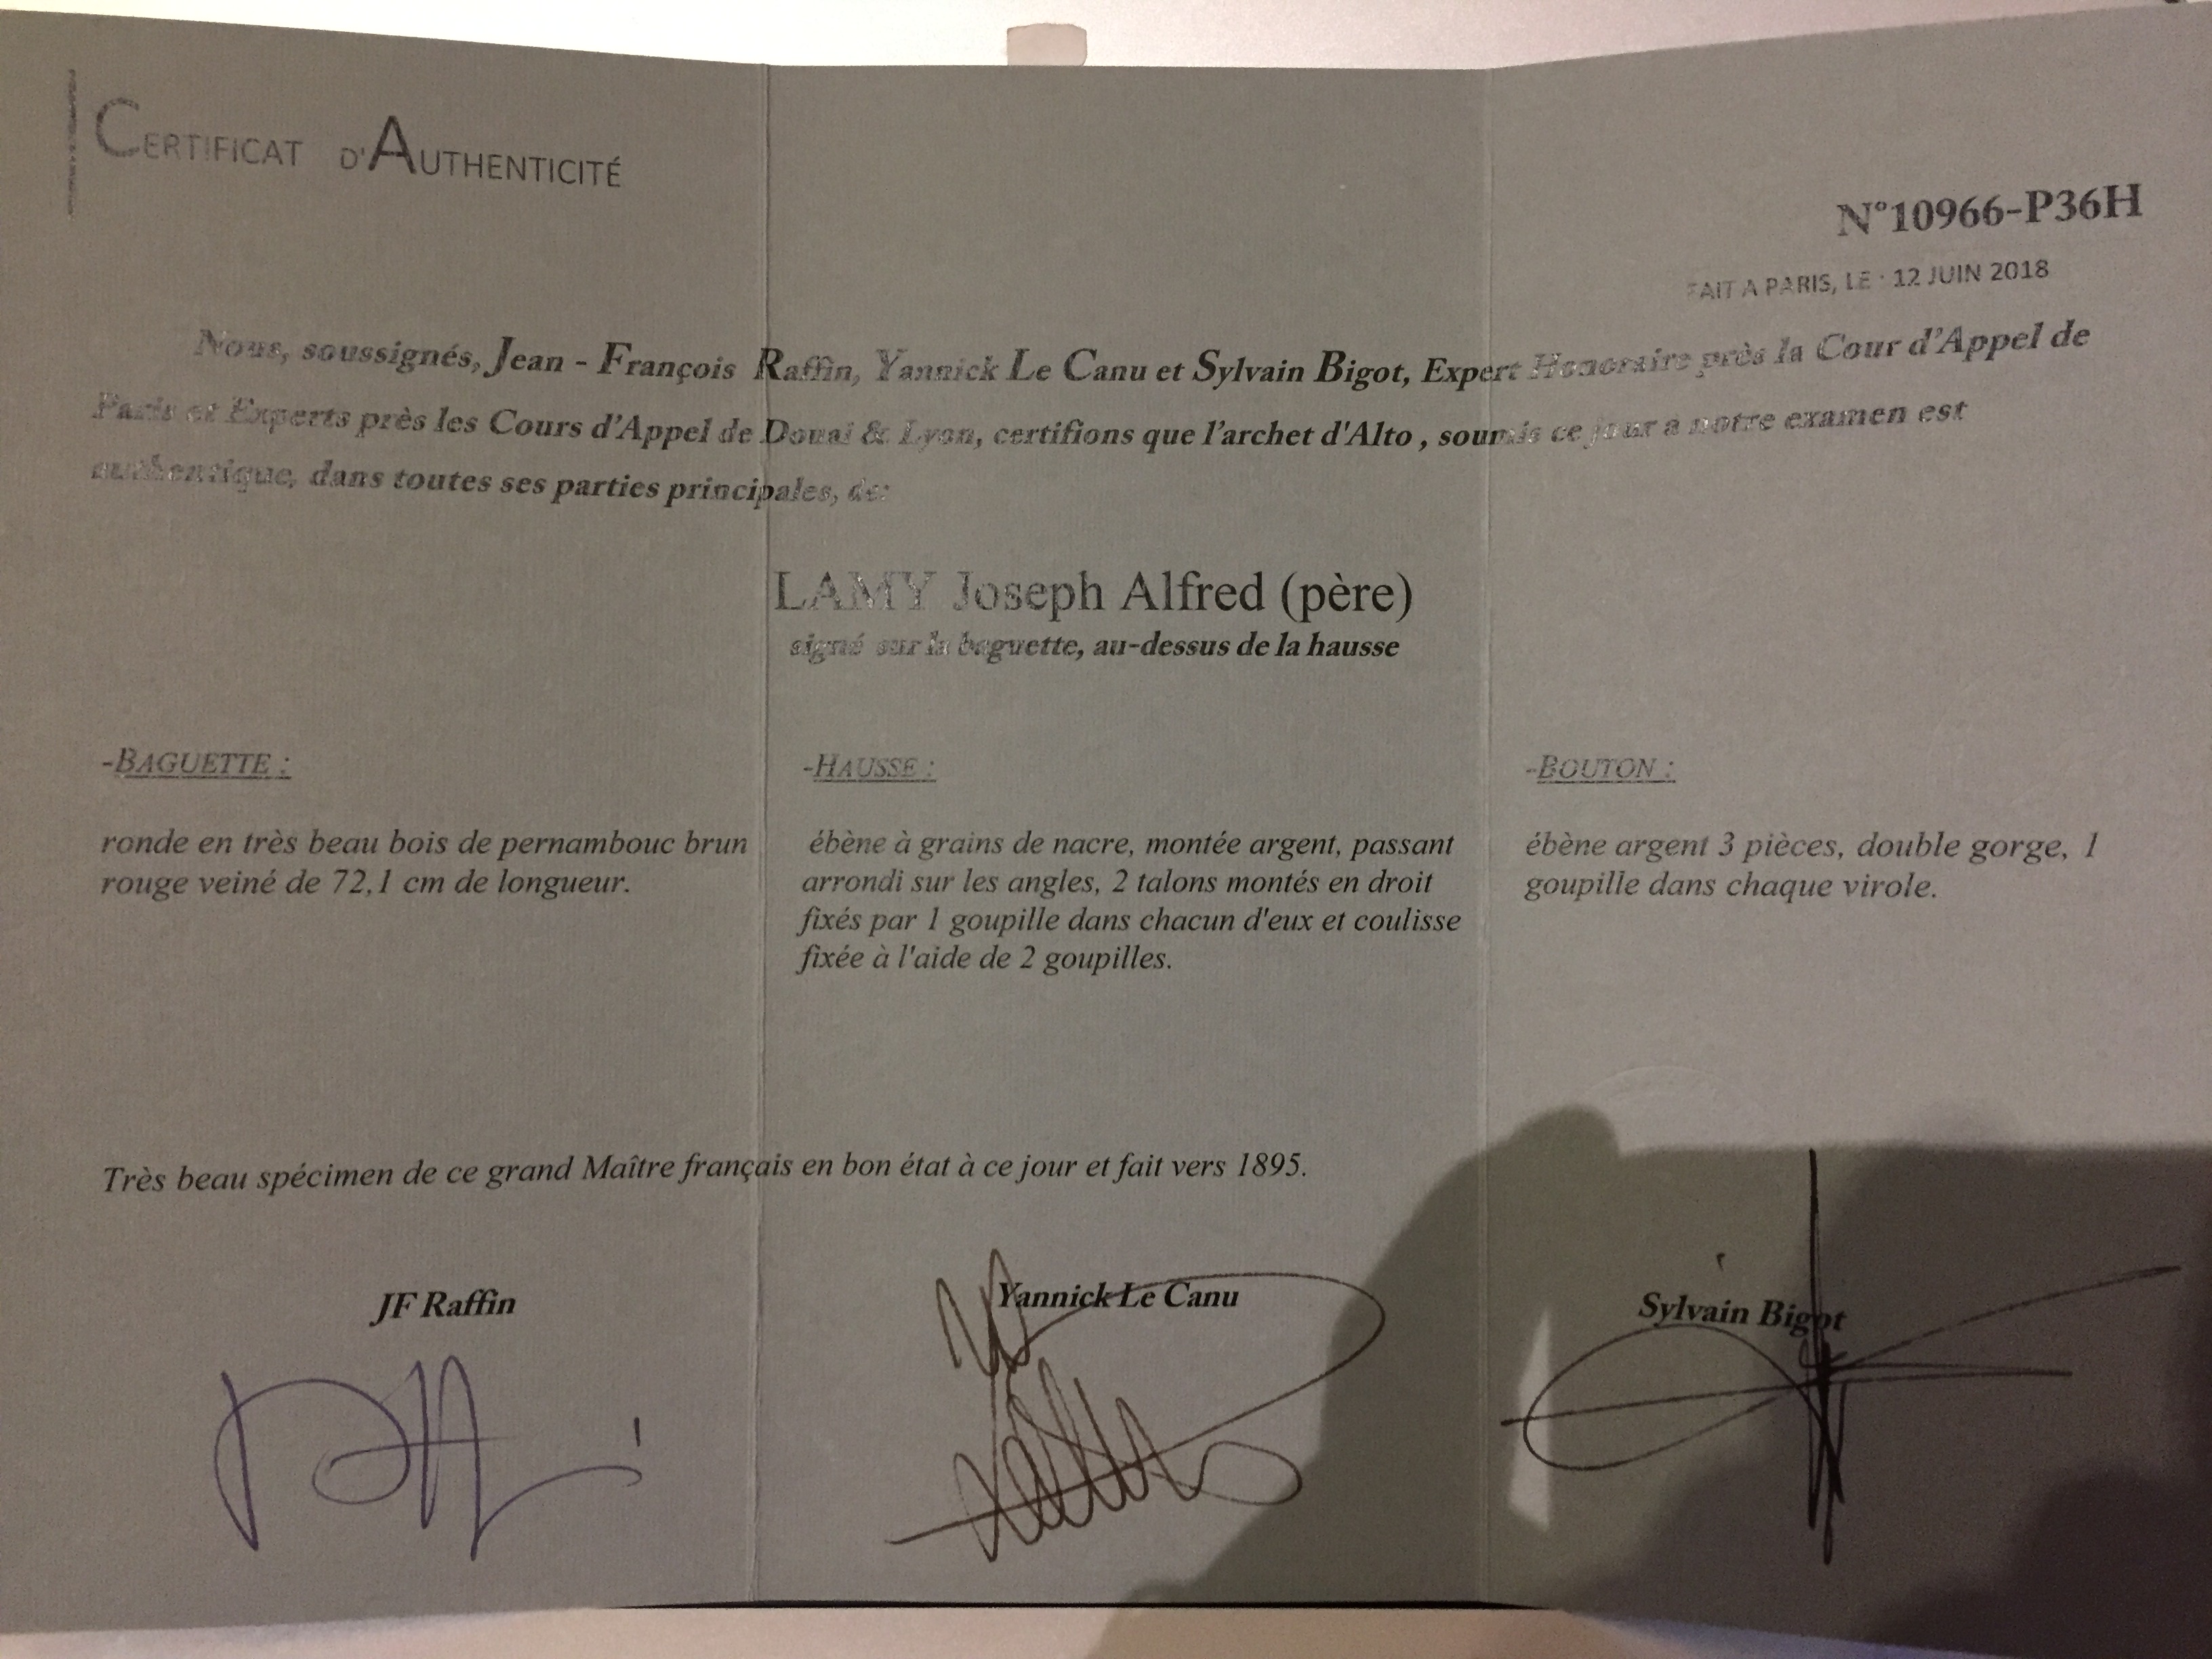 CERTIFICAT D'AUTHENTICITÉ
N°10966-P36H
FAIT A PARIS, LE : 12 JUIN 2018
Nous, soussignés, Jean - François Raffin, Yannick Le Canu et Sylvain Bigot, Expert Honoraire près la Cour d'Appel de
Paris et Experts près les Cours d'Appel de Douai & Lyon, certifions que l'archet d'Alto , soumis ce jour a notre examen est
authentique, dans toutes ses parties principales, de:
LAMY Joseph Alfred (père)
signé sur la baguette, au-dessus de la hausse
-BAGUETTE :
ronde en très beau bois de pernambouc brun
rouge veiné de 72,1 cm de longueur.
-HAUSSE :
ébène à grains de nacre, montée argent, passant
arrondi sur les angles, 2 talons montés en droit
fixés par 1 goupille dans chacun d'eux et coulisse
fixée à l'aide de 2 goupilles.
-BOUTON :
ébène argent 3 pièces, double gorge, 1
goupille dans chaque virole.
Très beau spécimen de ce grand Maître français en bon état à ce jour et fait vers 1895.
JF Raffin
Yannick Le Canu
Sylvain Bigot